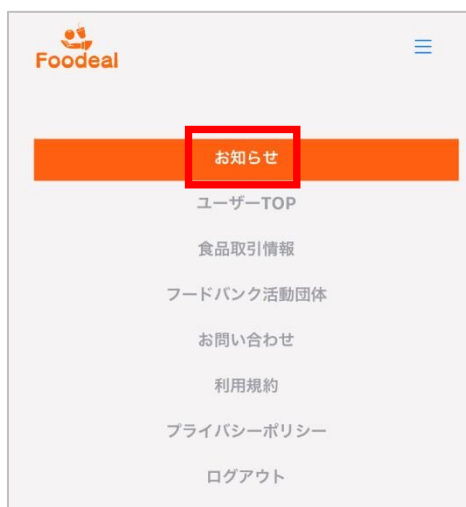 Foodeal
お知らせ
ユーザーTOP
食品取引情報
フードバンク活動団体
お問い合わせ
利用規約
プライバシーポリシー
ログアウト